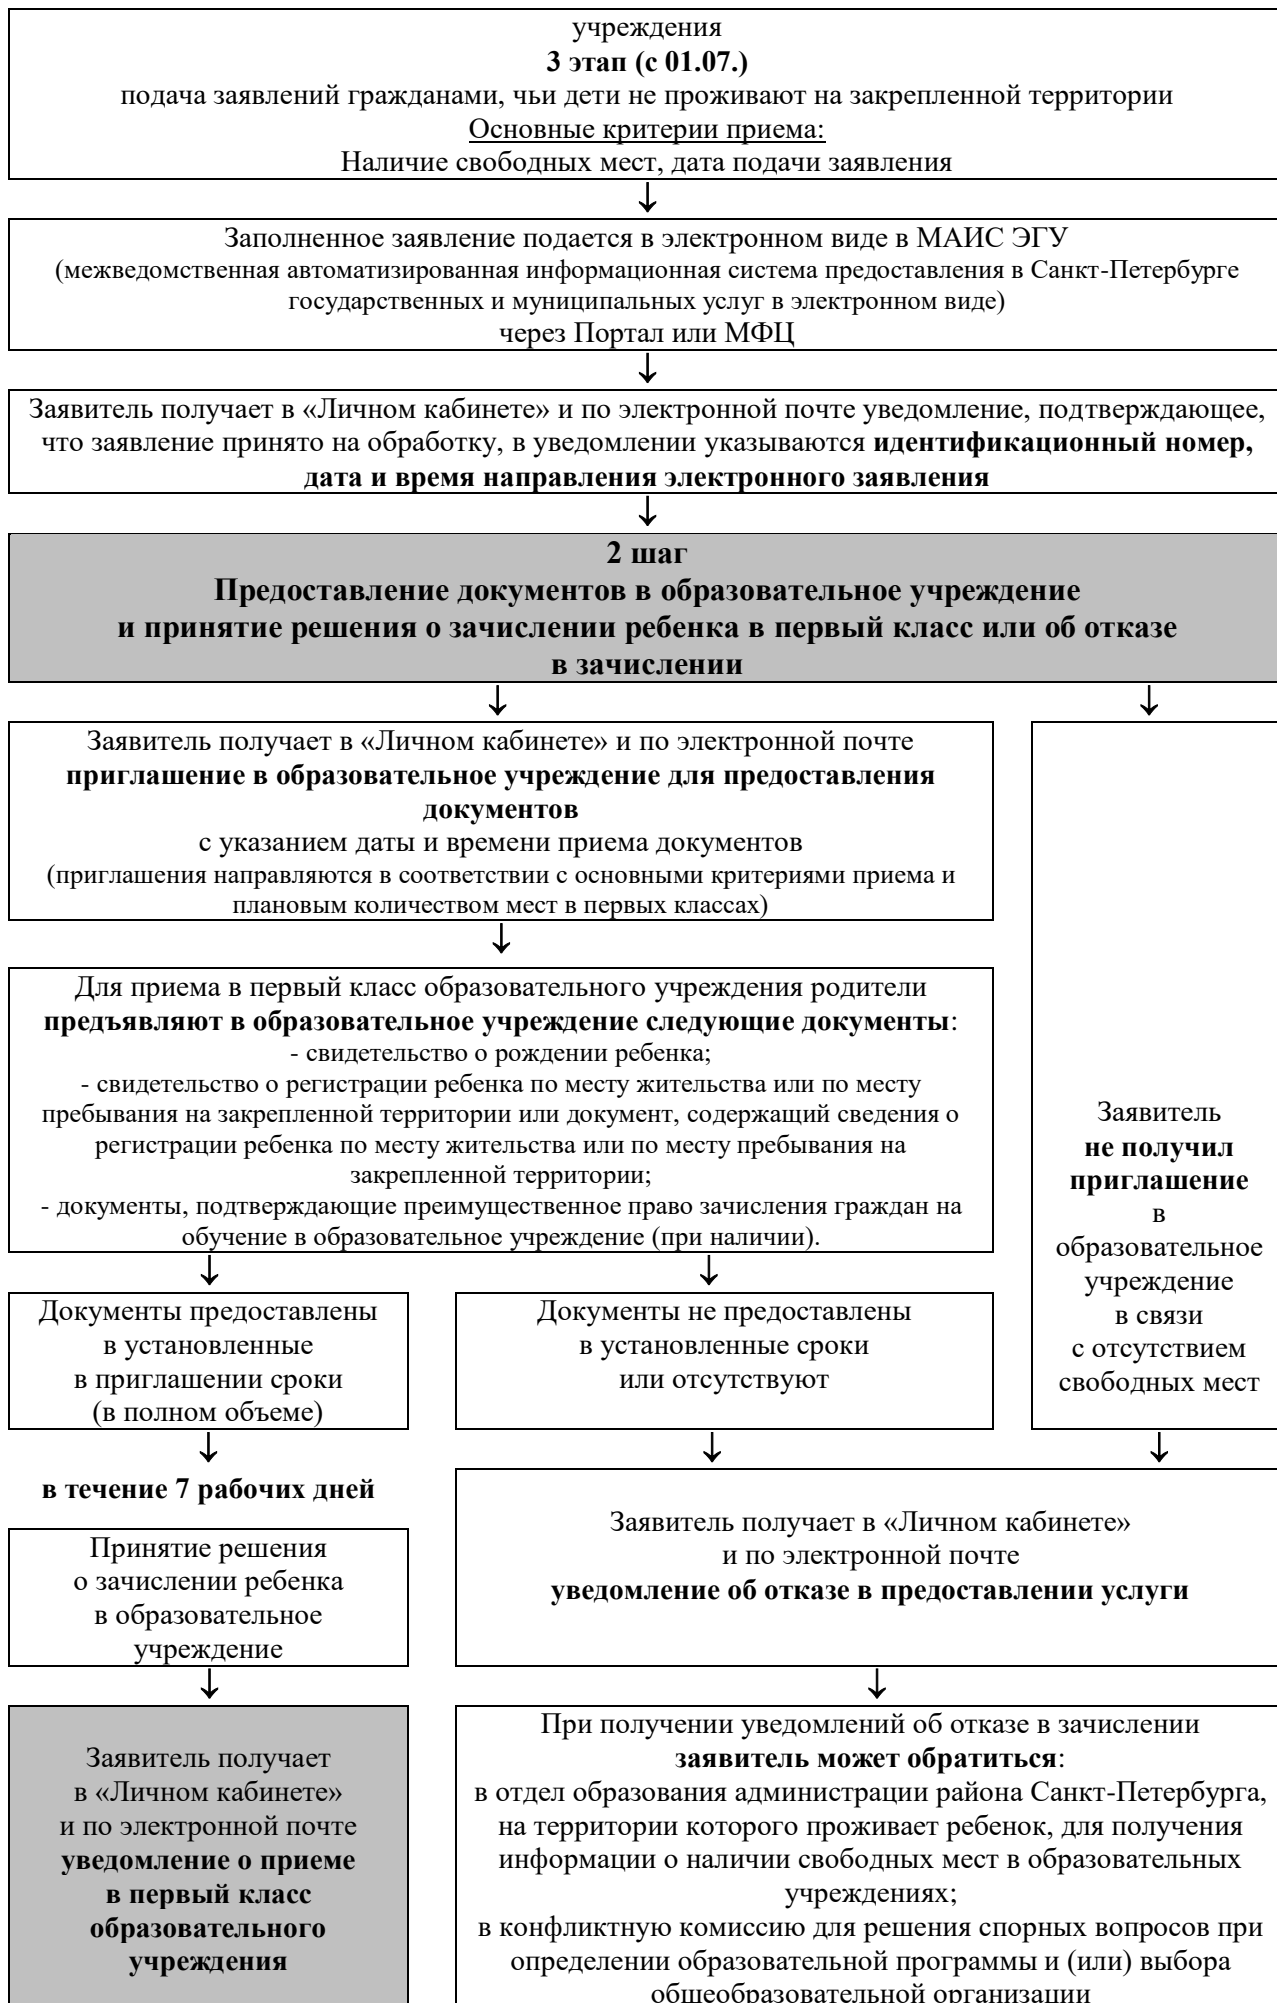 учреждения
3 этап (с 01.07.)
подача заявлений гражданами, чьи дети не проживают на закрепленной территории
Основные критерии приема:
Наличие свободных мест, дата подачи заявления
↓
Заполненное заявление подается в электронном виде в МАИС ЭГУ
(межведомственная автоматизированная информационная система предоставления в Санкт-Петербурге
государственных и муниципальных услуг в электронном виде)
через Портал или МФЦ
↓
Заявитель получает в «Личном кабинете» и по электронной почте уведомление, подтверждающее,
что заявление принято на обработку, в уведомлении указываются идентификационный номер,
дата и время направления электронного заявления
↓
2 шаг
Предоставление документов в образовательное учреждение
и принятие решения о зачислении ребенка в первый класс или об отказе
в зачислении
↓ ↓
Заявитель получает в «Личном кабинете» и по электронной почте
приглашение в образовательное учреждение для предоставления
документов
с указанием даты и времени приема документов
(приглашения направляются в соответствии с основными критериями приема и
плановым количеством мест в первых классах)
↓
Для приема в первый класс образовательного учреждения родители
предъявляют в образовательное учреждение следующие документы:
- свидетельство о рождении ребенка;
- свидетельство о регистрации ребенка по месту жительства или по месту
пребывания на закрепленной территории или документ, содержащий сведения о
регистрации ребенка по месту жительства или по месту пребывания на
закрепленной территории;
- документы, подтверждающие преимущественное право зачисления граждан на
обучение в образовательное учреждение (при наличии).
Заявитель
не получил
приглашение
в
образовательное
учреждение
в связи
с отсутствием
свободных мест
↓ ↓
Документы предоставлены
в установленные
в приглашении сроки
(в полном объеме)
Документы не предоставлены
в установленные сроки
или отсутствуют
↓ ↓ ↓
в течение 7 рабочих дней
Принятие решения
о зачислении ребенка
в образовательное
учреждение
Заявитель получает в «Личном кабинете»
и по электронной почте
уведомление об отказе в предоставлении услуги
↓ ↓
Заявитель получает
в «Личном кабинете»
и по электронной почте
уведомление о приеме
в первый класс
образовательного
учреждения
При получении уведомлений об отказе в зачислении
заявитель может обратиться:
в отдел образования администрации района Санкт-Петербурга,
на территории которого проживает ребенок, для получения
информации о наличии свободных мест в образовательных
учреждениях;
в конфликтную комиссию для решения спорных вопросов при
определении образовательной программы и (или) выбора
общеобразовательной организации